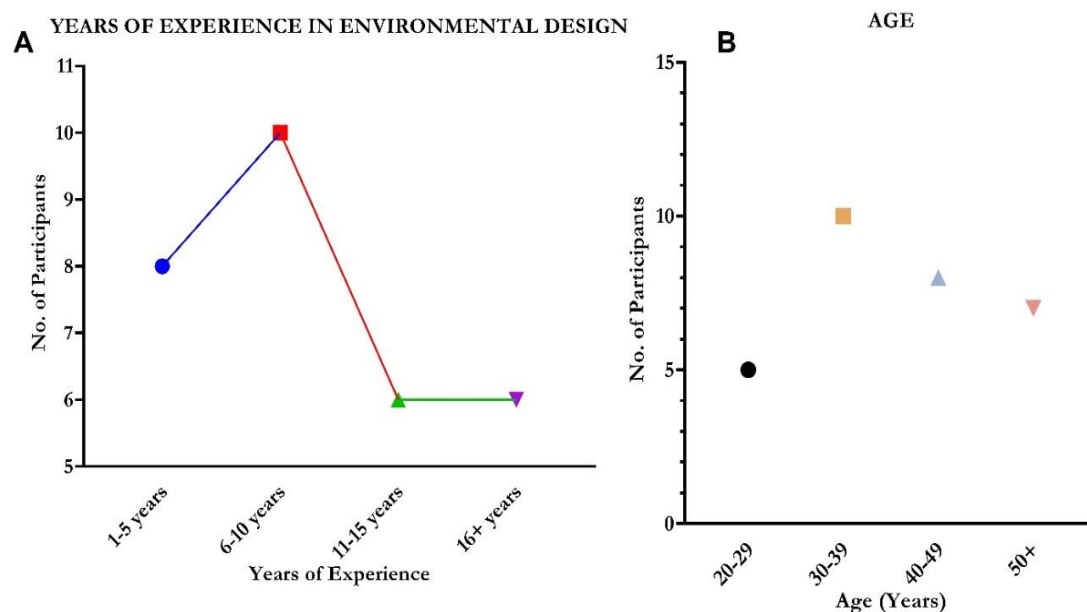 A
YEARS OF EXPERIENCE IN ENVIRONMENTAL DESIGN
No. of Participants
11
10
9
8
7
6
5
1-5 years
6-10 years
11-15 years
16+ years
Years of Experience
B
AGE
No. of Participants
15
10
5
0
20-29
30-39
40-49
50+
Age (Years)